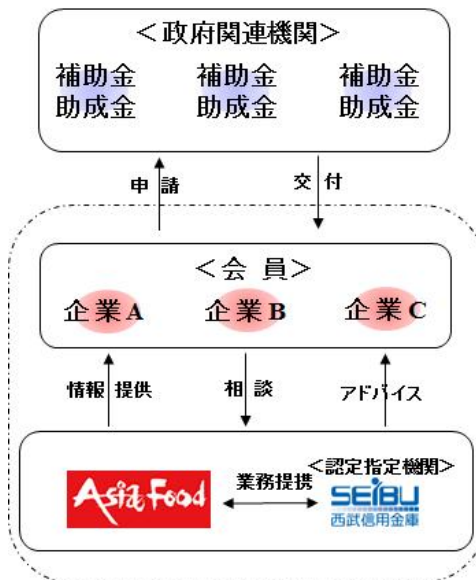 ＜政府関連機関＞
補助金 補助金 補助金
助成金 助成金 助成金
申請 交付
＜会 員＞
企業A 企業B 企業C
情報提供 相談 アドバイス
＜認定指定機関＞
Asia Food 業務提携 SEIBU
西武信用金庫